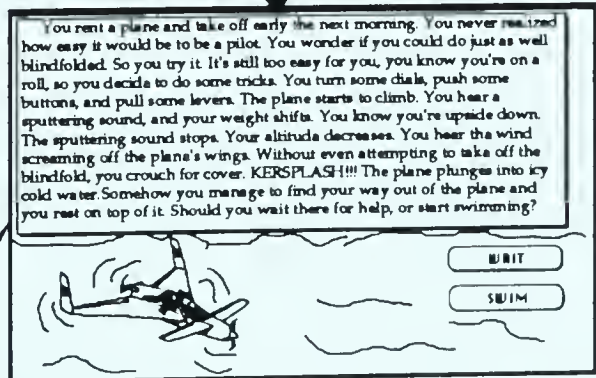 You rent a plane and take off early the next morning. You never realized
how easy it would be to be a pilot. You wonder if you could do just as well
blindfolded. So you try it. It's still too easy for you, you know you're on a
roll, so you decida to do some tricks. You turn some dials, push some
buttons, and pull some levers. The plane starts to climb. You hear a
sputtering sound, and your weight shifts. You know you're upside down.
The sputtering sound stops. Your altituda decreases. You hear tha wind
screaming off the plana's wings. Without even attempting to taka off the
blindfold, you crouch for cover. KERSPLASH!!! The plane plunges into icy
cold water.Somehow you manage to find your way out of the plane and
you rest on top of it. Should you wait there for help, or start swimming?
WAIT
SWIM